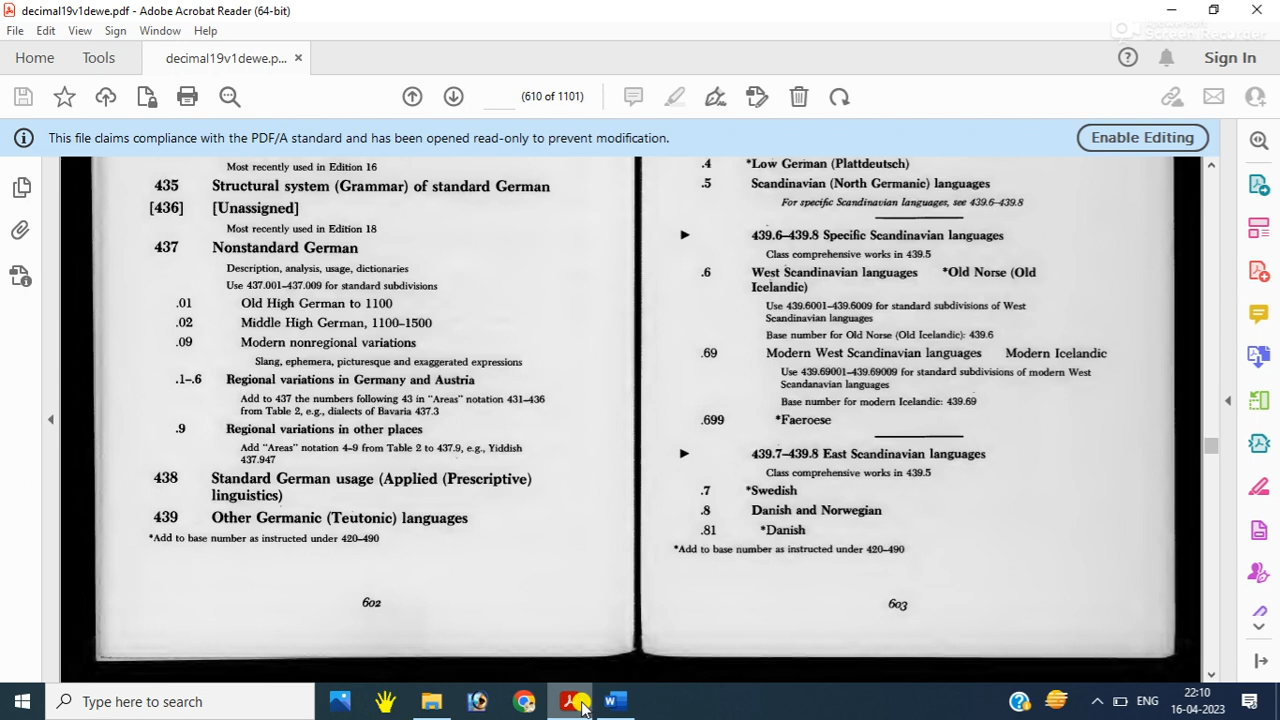 decimal19v1dewe.pdf - Adobe Acrobat Reader (64-bit)
File Edit View Sign Window Help
Home Tools decimal19v1dewe.p... ×
Sign In
(610 of 1101)
This file claims compliance with the PDF/A standard and has been opened read-only to prevent modification.
Enable Editing
Most recently used in Edition 16
435 Structural system (Grammar) of standard German
[436] [Unassigned]
Most recently used in Edition 18
437 Nonstandard German
Description, analysis, usage, dictionaries
Use 437.001–437.009 for standard subdivisions
.01 Old High German to 1100
.02 Middle High German, 1100–1500
.09 Modern nonregional variations
Slang, ephemera, picturesque and exaggerated expressions
.1–.6 Regional variations in Germany and Austria
Add to 437 the numbers following 43 in "Areas" notation 431–436
from Table 2, e.g., dialects of Bavaria 437.3
.9 Regional variations in other places
Add "Areas" notation 4–9 from Table 2 to 437.9, e.g., Yiddish
437.947
438 Standard German usage (Applied (Prescriptive)
linguistics)
439 Other Germanic (Teutonic) languages
*Add to base number as instructed under 420–490
602
.4 *Low German (Plattdeutsch)
.5 Scandinavian (North Germanic) languages
For specific Scandinavian languages, see 439.6–439.8
439.6–439.8 Specific Scandinavian languages
Class comprehensive works in 439.5
.6 West Scandinavian languages *Old Norse (Old
Icelandic)
Use 439.6001–439.6009 for standard subdivisions of West
Scandinavian languages
Base number for Old Norse (Old Icelandic): 439.6
.69 Modern West Scandinavian languages Modern Icelandic
Use 439.69001–439.69009 for standard subdivisions of modern West
Scandanavian languages
Base number for modern Icelandic: 439.69
.699 *Faeroese
439.7–439.8 East Scandinavian languages
Class comprehensive works in 439.5
.7 *Swedish
.8 Danish and Norwegian
.81 *Danish
*Add to base number as instructed under 420–490
603
Type here to search
ENG
22:10
16-04-2023